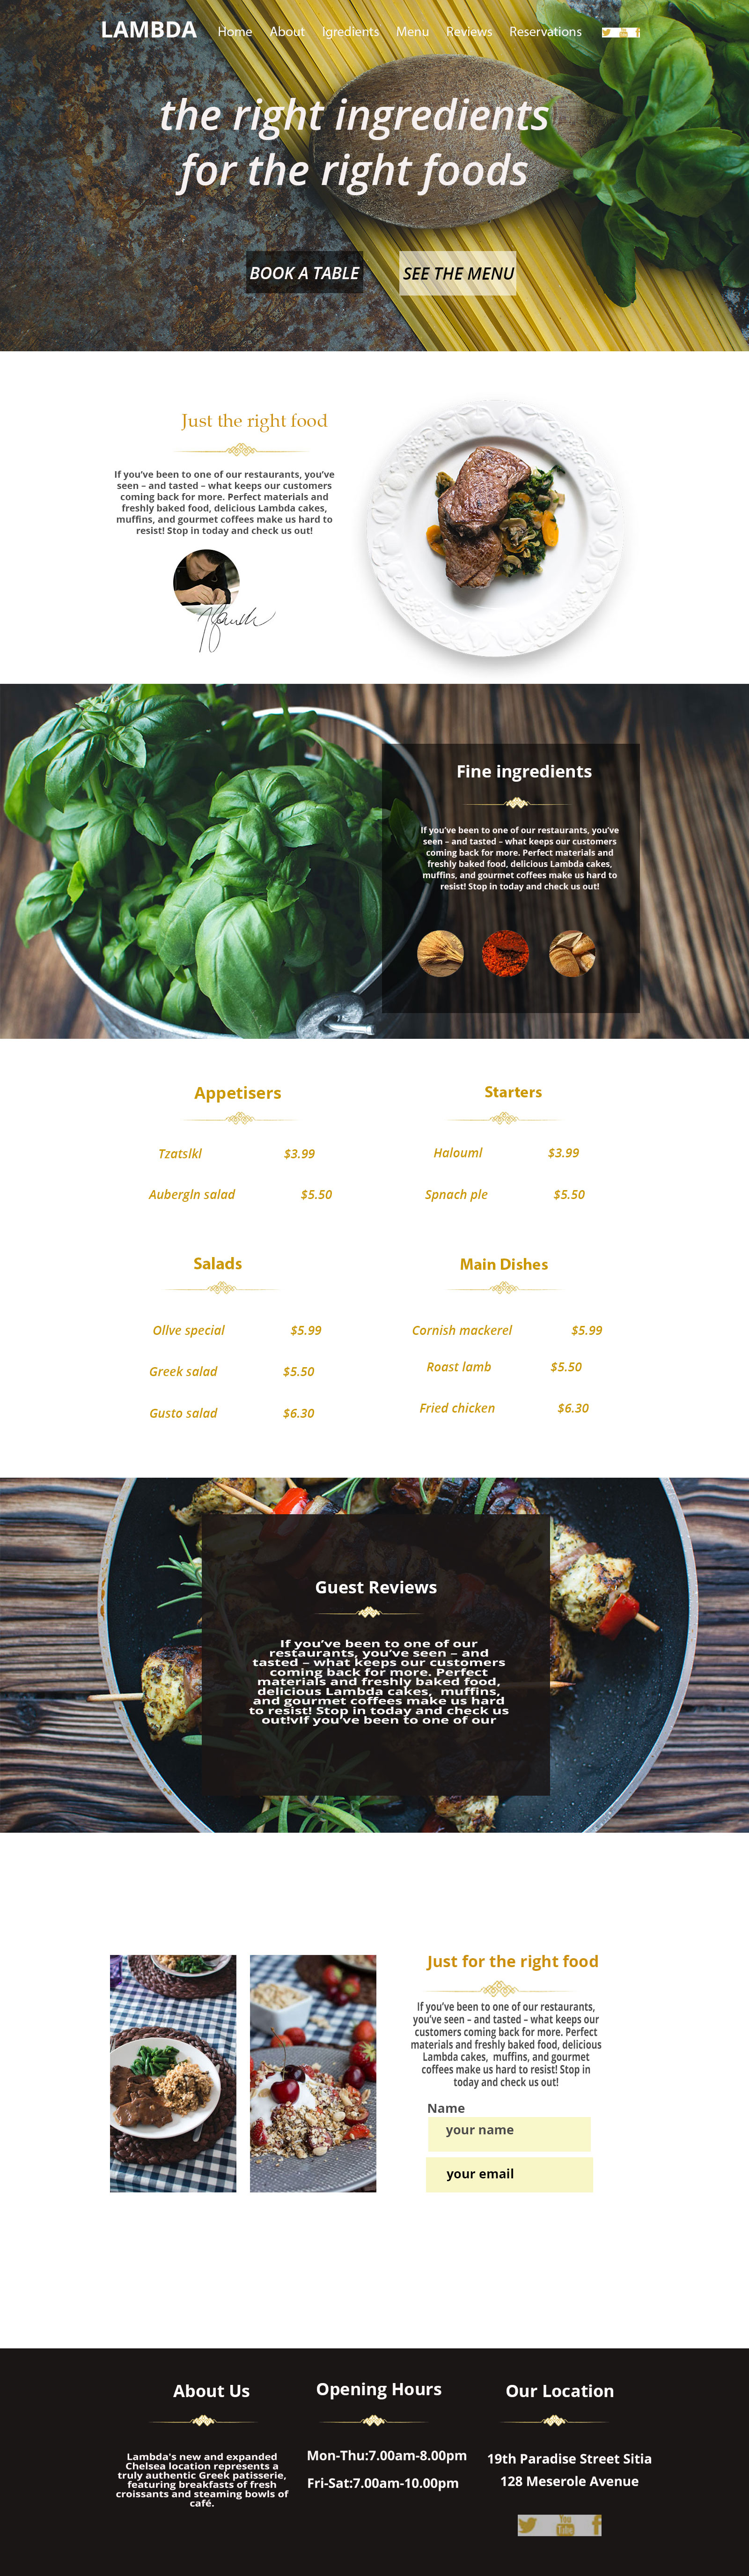 LAMBDA Home About Igredients Menu Reviews Reservations
the right ingredients
for the right foods
BOOK A TABLE SEE THE MENU
Just the right food
If you’ve been to one of our restaurants, you’ve
seen – and tasted – what keeps our customers
coming back for more. Perfect materials and
freshly baked food, delicious Lambda cakes,
muffins, and gourmet coffees make us hard to
resist! Stop in today and check us out!
Fine ingredients
If you’ve been to one of our restaurants, you’ve
seen – and tasted – what keeps our customers
coming back for more. Perfect materials and
freshly baked food, delicious Lambda cakes,
muffins, and gourmet coffees make us hard to
resist! Stop in today and check us out!
Appetisers
Tzatslkl $3.99
Aubergln salad $5.50
Starters
Halouml $3.99
Spnach ple $5.50
Salads
Ollve special $5.99
Greek salad $5.50
Gusto salad $6.30
Main Dishes
Cornish mackerel $5.99
Roast lamb $5.50
Fried chicken $6.30
Guest Reviews
If you’ve been to one of our
restaurants, you’ve seen – and
tasted – what keeps our customers
coming back for more. Perfect
materials and freshly baked food,
delicious Lambda cakes, muffins,
and gourmet coffees make us hard
to resist! Stop in today and check us
out!vIf you’ve been to one of our
Just for the right food
If you’ve been to one of our restaurants,
you’ve seen – and tasted – what keeps our
customers coming back for more. Perfect
materials and freshly baked food, delicious
Lambda cakes, muffins, and gourmet
coffees make us hard to resist! Stop in
today and check us out!
Name
your name
your email
About Us
Lambda's new and expanded
Chelsea location represents a
truly authentic Greek patisserie,
featuring breakfasts of fresh
croissants and steaming bowls of
café.
Opening Hours
Mon-Thu:7.00am-8.00pm
Fri-Sat:7.00am-10.00pm
Our Location
19th Paradise Street Sitia
128 Meserole Avenue
You
Tube